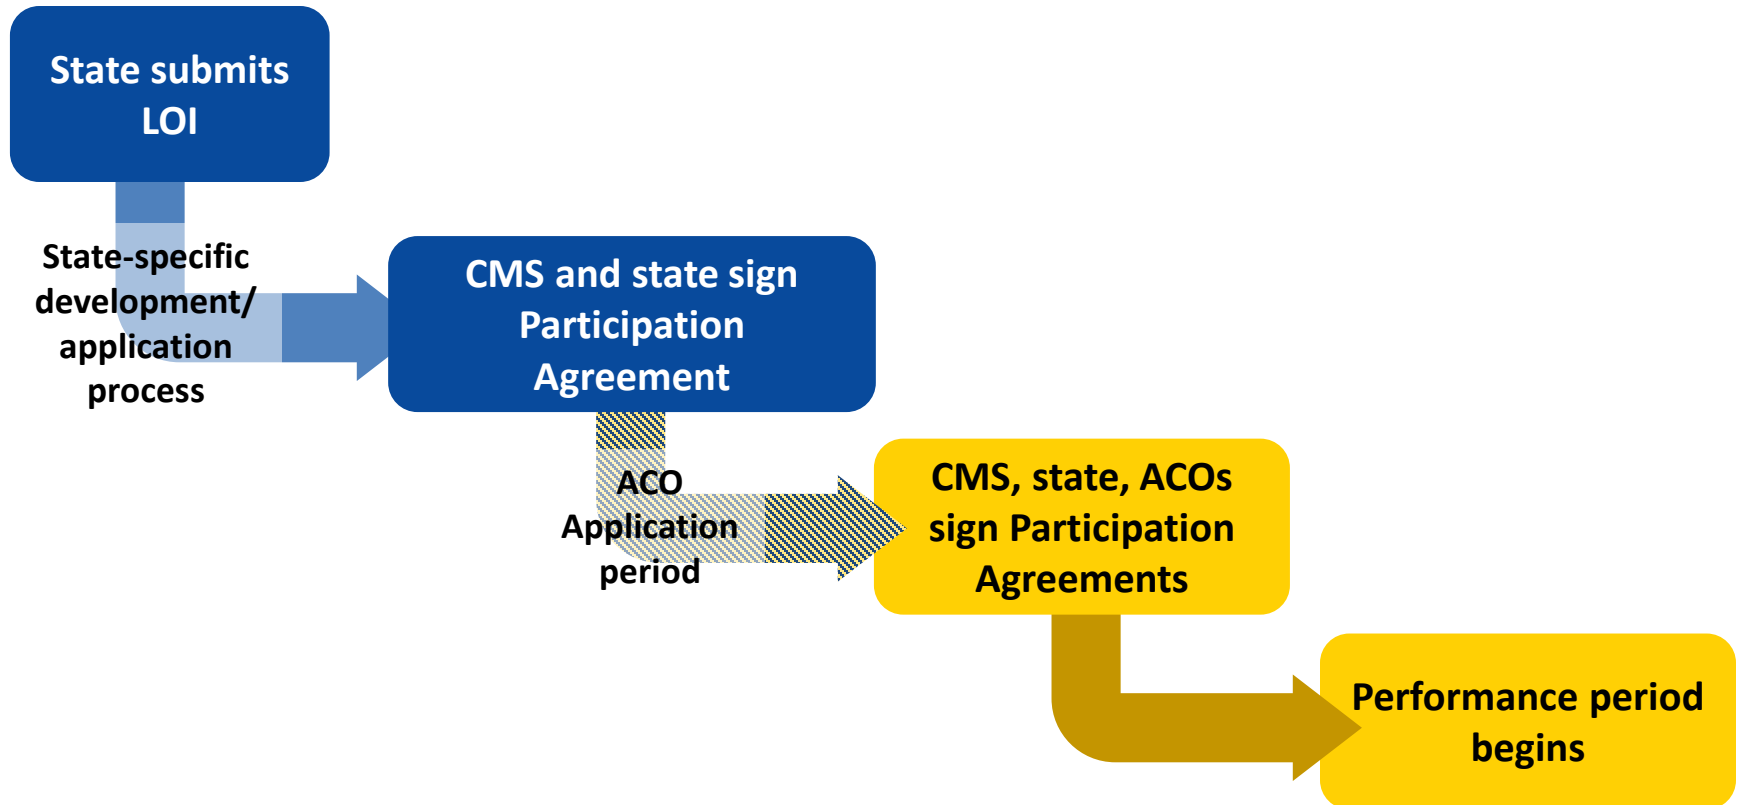 State submits
LOI
State-specific
development/
application
process
CMS and state sign
Participation
Agreement
ACO
Application
period
CMS, state, ACOs
sign Participation
Agreements
Performance period
begins